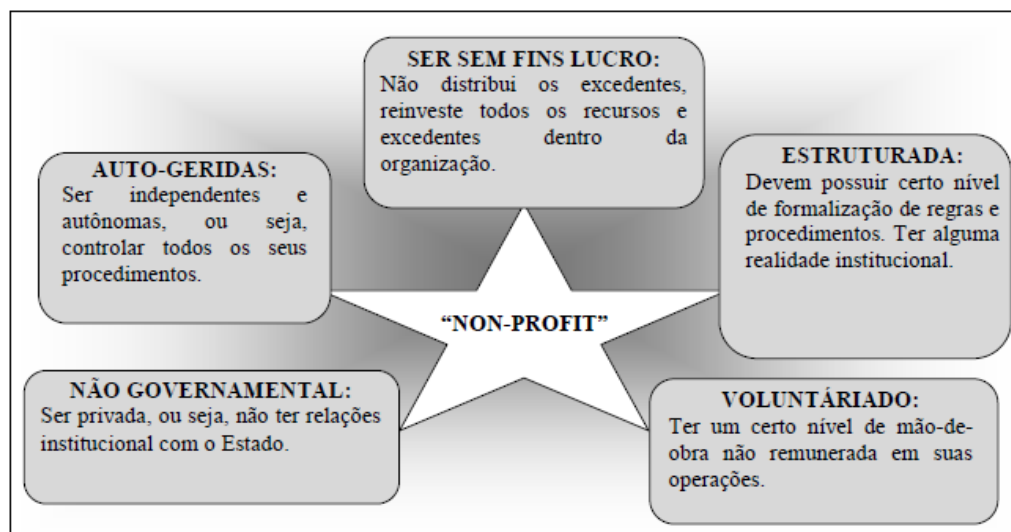 SER SEM FINS LUCRO:
Não distribui os excedentes,
reinveste todos os recursos e
excedentes dentro da
organização.
AUTO-GERIDAS:
Ser independentes e
autônomas, ou seja,
controlar todos os seus
procedimentos.
ESTRUTURADA:
Devem possuir certo nível
de formalização de regras e
procedimentos. Ter alguma
realidade institucional.
“NON-PROFIT”
NÃO GOVERNAMENTAL:
Ser privada, ou seja, não ter relações
institucional com o Estado.
VOLUNTÁRIADO:
Ter um certo nível de mão-de-
obra não remunerada em suas
operações.